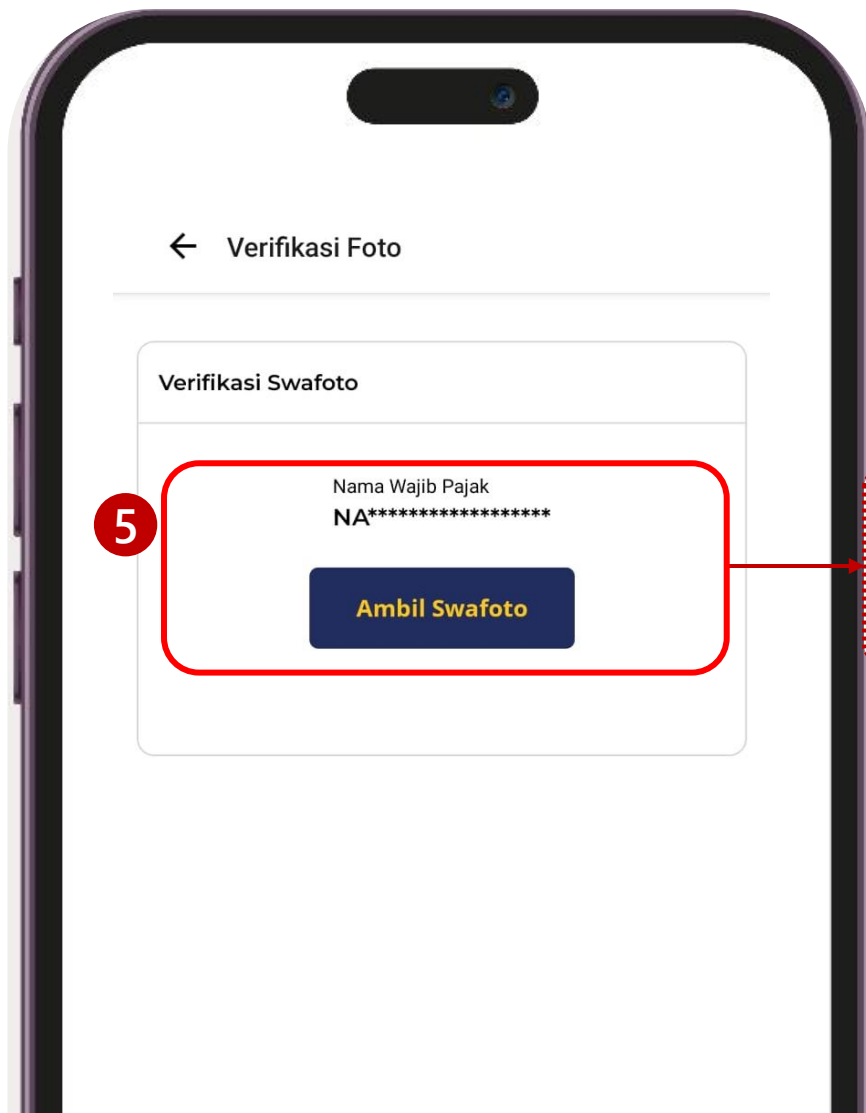 Verifikasi Foto
Verifikasi Swafoto
Nama Wajib Pajak
5
NA******************
Ambil Swafoto